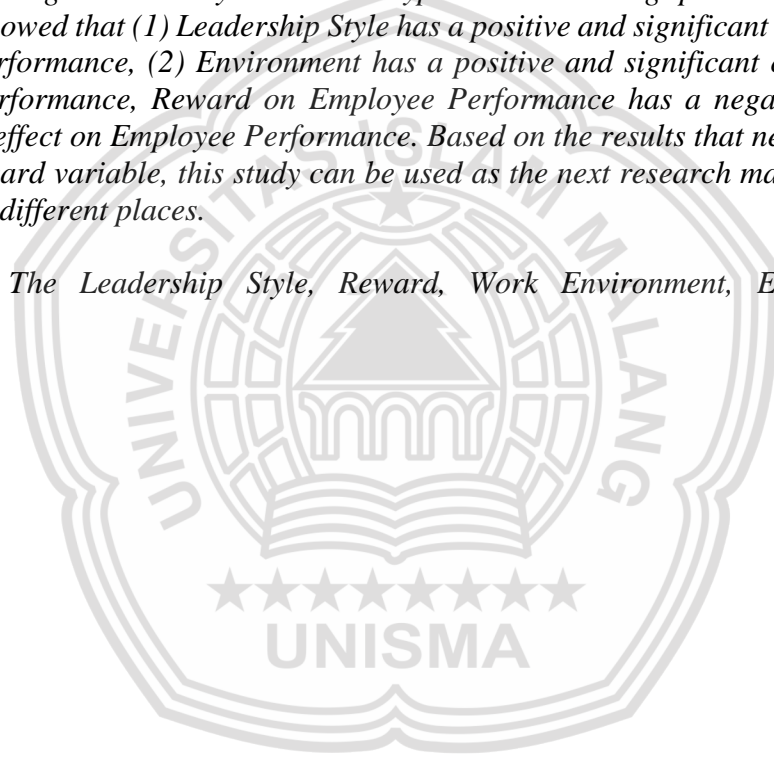 owed that (1) Leadership Style has a positive and significant
rformance, (2) Environment has a positive and significant
rformance, Reward on Employee Performance has a nega
effect on Employee Performance. Based on the results that ne
ard variable, this study can be used as the next research ma
different places.
The Leadership Style, Reward, Work Environment, E
UNIVERSITAS ISLAM MALANG
UNISMA